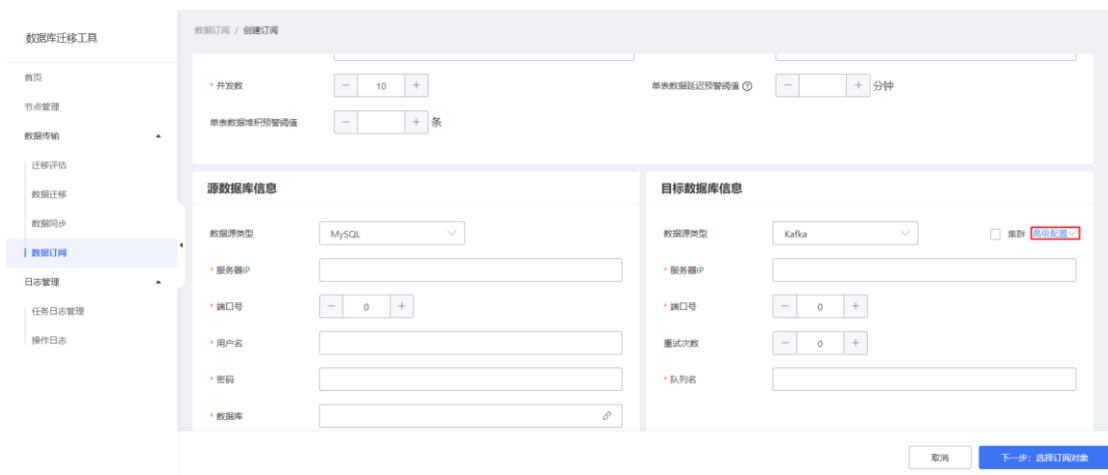 数据库迁移工具
首页
节点管理
数据传输
迁移评估
数据迁移
数据同步
数据订阅
日志管理
任务日志管理
操作日志
数据订阅 / 创建订阅
* 并发数 － 10 ＋ 单表数据延迟预警阈值 － ＋ 分钟
单表数据堆积预警阈值 － ＋ 条
源数据库信息
数据源类型 MySQL
* 服务器IP
* 端口号 － 0 ＋
* 用户名
* 密码
* 数据库
目标数据库信息
数据源类型 Kafka 集群 高级配置
* 服务器IP
* 端口号 － 0 ＋
重试次数 － 0 ＋
* 队列名
取消 下一步：选择订阅对象